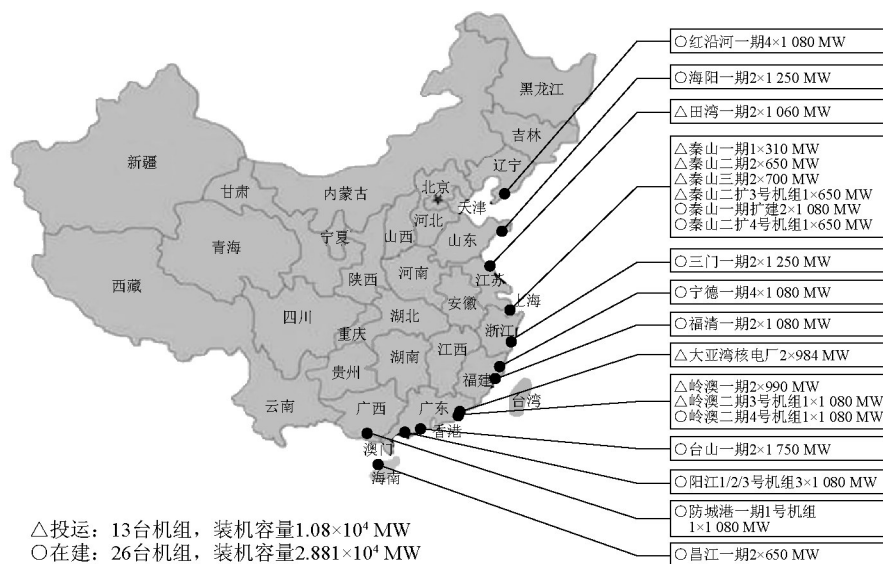 ○红沿河一期4×1 080 MW
○海阳一期2×1 250 MW
△田湾一期2×1 060 MW
△秦山一期1×310 MW
△秦山二期2×650 MW
△秦山三期2×700 MW
△秦山二扩3号机组1×650 MW
○秦山一期扩建2×1 080 MW
○秦山二扩4号机组1×650 MW
○三门一期2×1 250 MW
○宁德一期4×1 080 MW
○福清一期2×1 080 MW
△大亚湾核电厂2×984 MW
△岭澳一期2×990 MW
△岭澳二期3号机组1×1 080 MW
○岭澳二期4号机组1×1 080 MW
○台山一期2×1 750 MW
○阳江1/2/3号机组3×1 080 MW
○防城港一期1号机组
1×1 080 MW
○昌江一期2×650 MW
黑龙江
吉林
辽宁
新疆
甘肃
内蒙古
北京
天津
河北
山西
宁夏
山东
青海
陕西
河南
江苏
西藏
安徽
上海
四川
重庆
湖北
浙江
湖南
江西
贵州
福建
云南
广西
广东
台湾
香港
澳门
海南
△投运：13台机组，装机容量1.08×10⁴ MW
○在建：26台机组，装机容量2.881×10⁴ MW